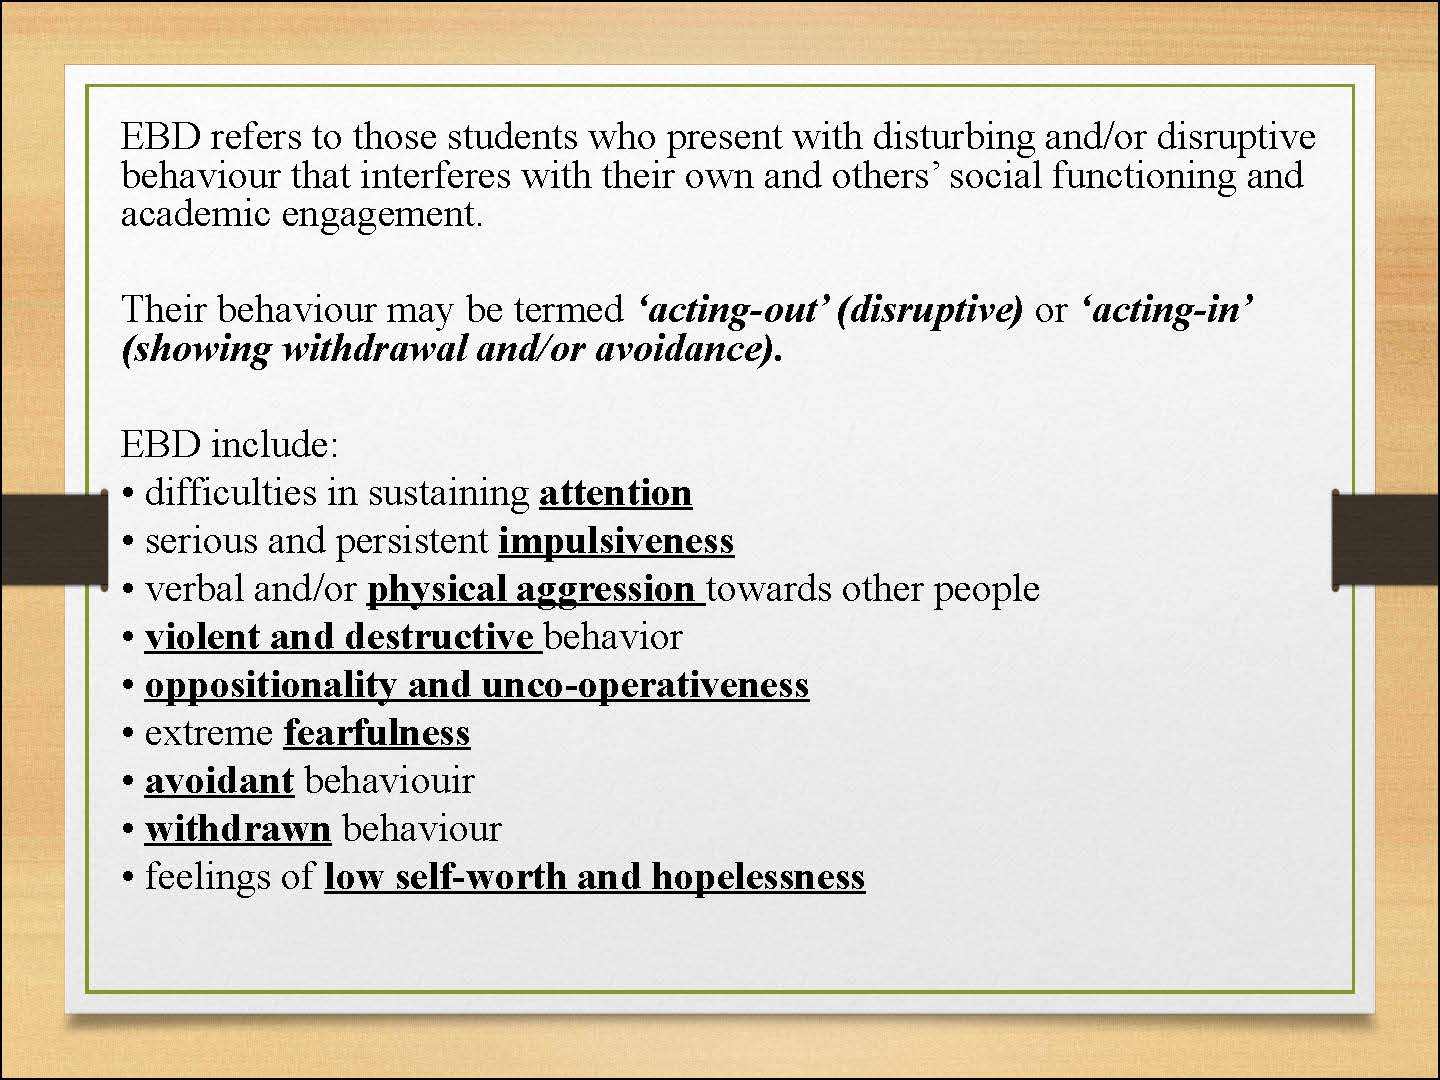 EBD refers to those students who present with disturbing and/or disruptive
behaviour that interferes with their own and others’ social functioning and
academic engagement.
Their behaviour may be termed ‘acting-out’ (disruptive) or ‘acting-in’
(showing withdrawal and/or avoidance).
EBD include:
• difficulties in sustaining attention
• serious and persistent impulsiveness
• verbal and/or physical aggression towards other people
• violent and destructive behavior
• oppositionality and unco-operativeness
• extreme fearfulness
• avoidant behaviouir
• withdrawn behaviour
• feelings of low self-worth and hopelessness